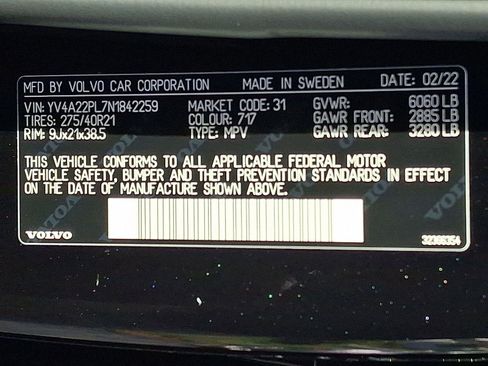 MFD BY VOLVO CAR CORPORATION MADE IN SWEDEN DATE: 02/22
VIN: YV4A22PL7N1842259 MARKET CODE: 31 GVWR: 6060 LB
TIRES: 275/40R21 COLOUR: 717 GAWR FRONT: 2885 LB
RIM: 9Jx21x38.5 TYPE: MPV GAWR REAR: 3280 LB
THIS VEHICLE CONFORMS TO ALL APPLICABLE FEDERAL MOTOR
VEHICLE SAFETY, BUMPER AND THEFT PREVENTION STANDARDS IN EFFECT
ON THE DATE OF MANUFACTURE SHOWN ABOVE.
VOLVO 32366354